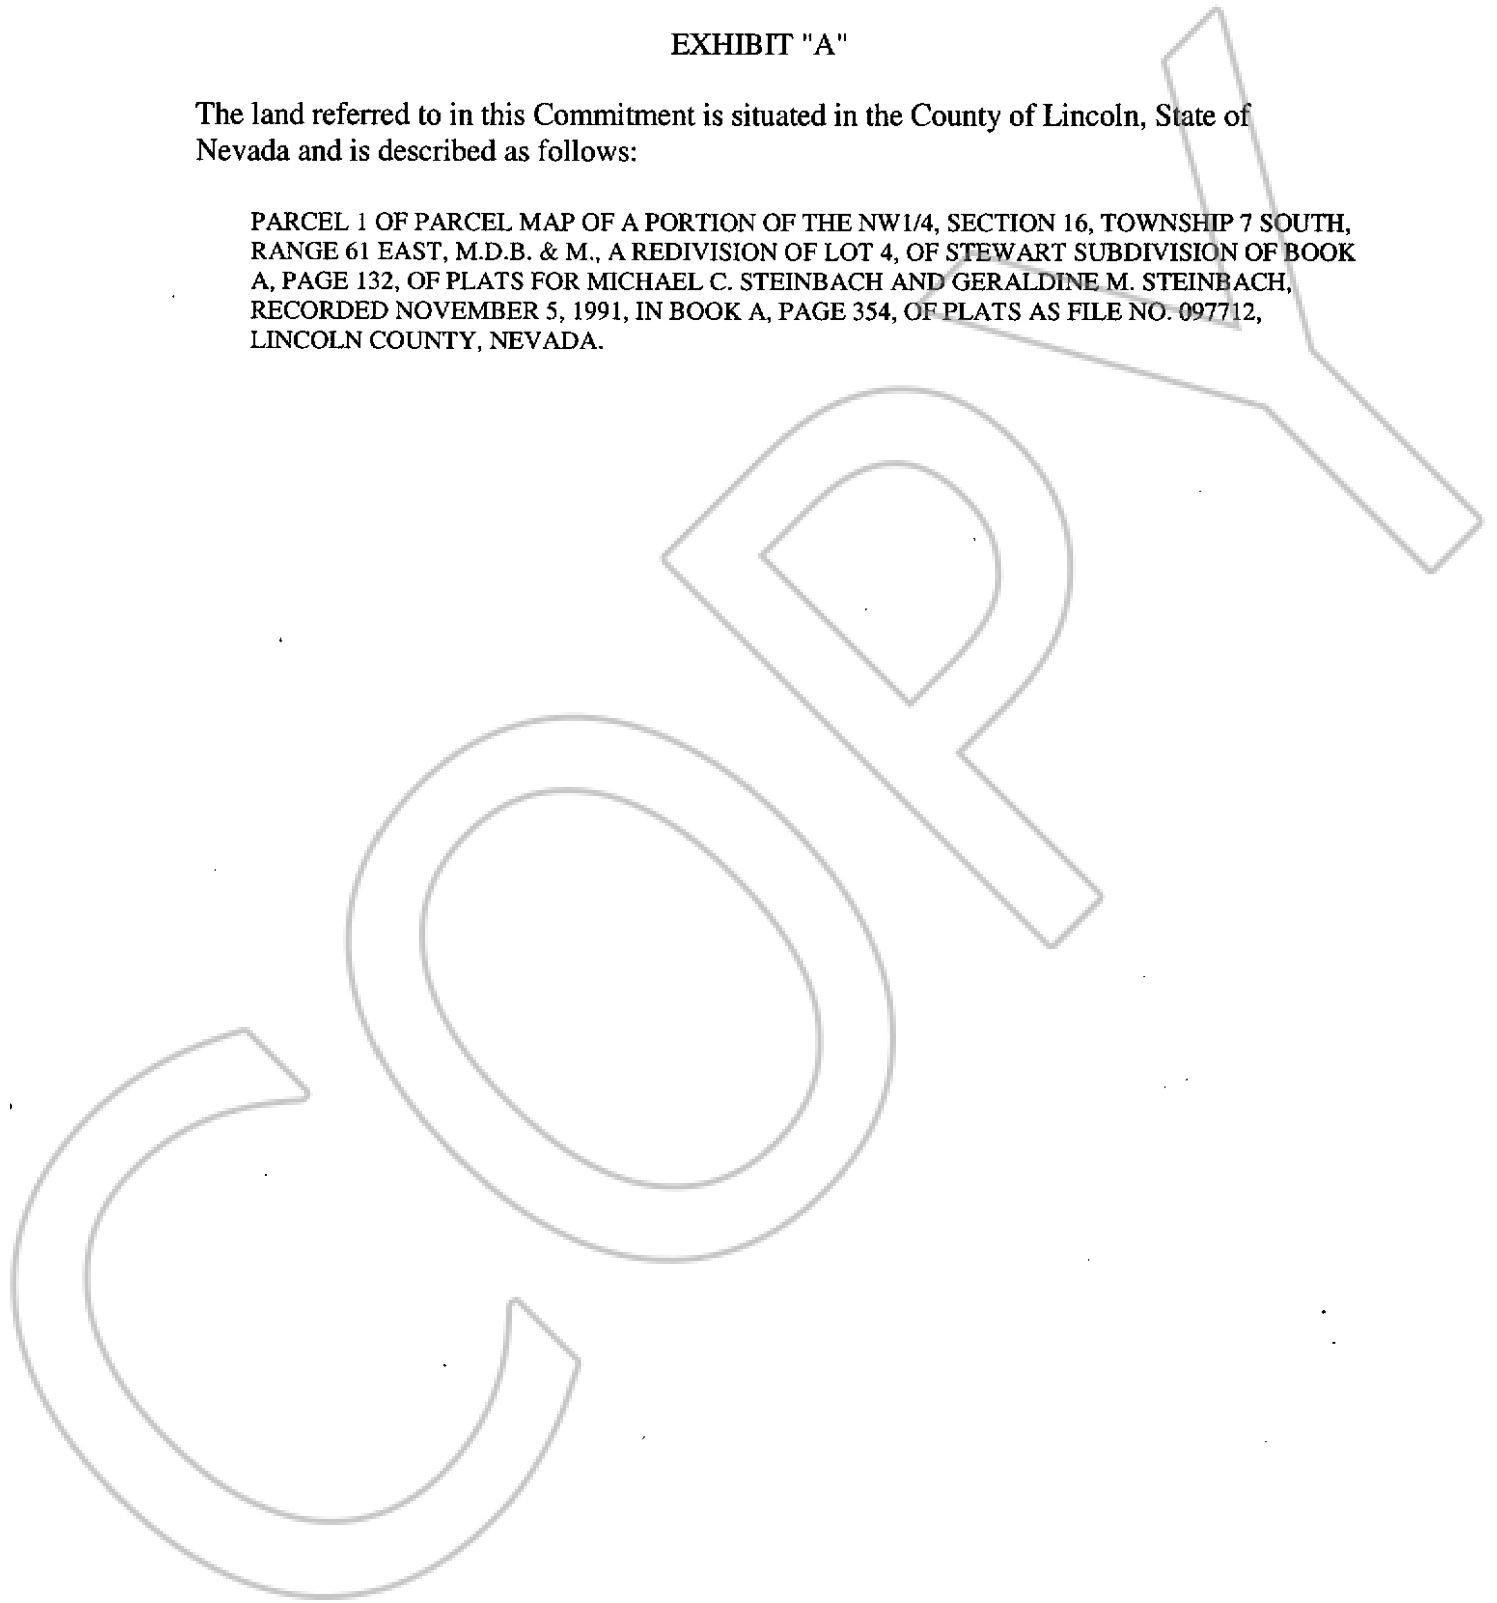 EXHIBIT "A"
The land referred to in this Commitment is situated in the County of Lincoln, State of
Nevada and is described as follows:
PARCEL 1 OF PARCEL MAP OF A PORTION OF THE NW1/4, SECTION 16, TOWNSHIP 7 SOUTH,
RANGE 61 EAST, M.D.B. & M., A REDIVISION OF LOT 4, OF STEWART SUBDIVISION OF BOOK
A, PAGE 132, OF PLATS FOR MICHAEL C. STEINBACH AND GERALDINE M. STEINBACH,
RECORDED NOVEMBER 5, 1991, IN BOOK A, PAGE 354, OF PLATS AS FILE NO. 097712,
LINCOLN COUNTY, NEVADA.
COPY